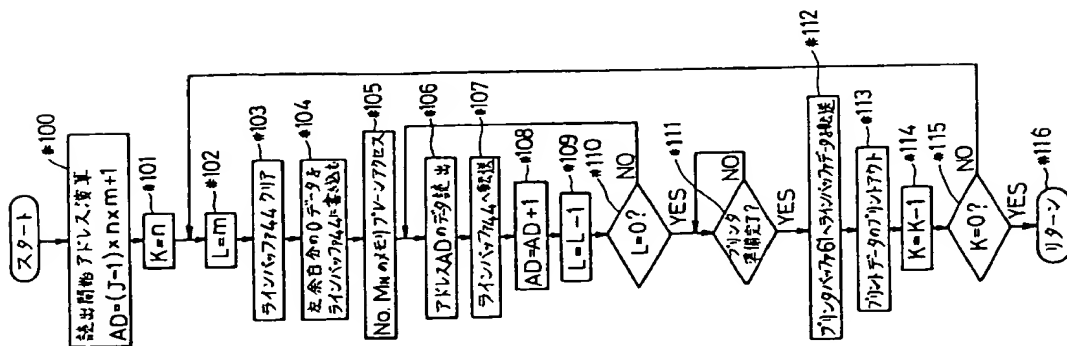 スタート
#100
読出開始アドレス演算
AD=(J-1)×n×m+1
#101
K=n
#102
L=m
#103
ラインバッファ44クリア
#104
左余白分の0データを
ラインバッファ44に書き込む
#105
No. MNのメモリプレーンアクセス
#106
アドレスADのデータ読出
#107
ラインバッファ44へ転送
#108
AD=AD+1
#109
L=L-1
#110
L=0?
NO
YES
#111
プリンタ
準備完了?
NO
YES
#112
プリンタバッファ61へラインバッファデータを転送
#113
プリントデータのプリントアウト
#114
K=K-1
#115
K=0?
NO
YES
#116
リターン